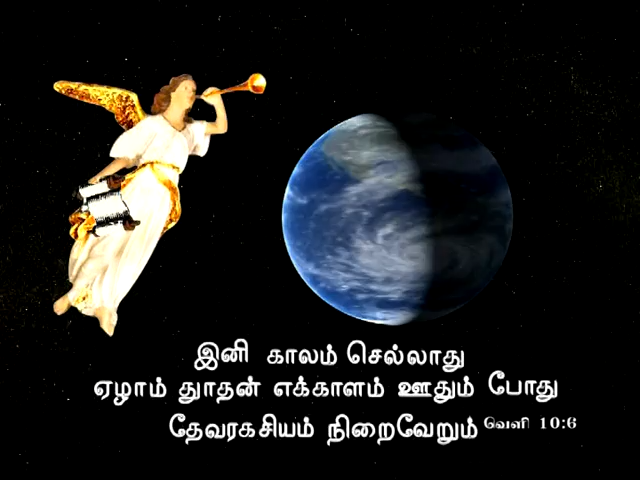 இனி காலம் செல்லாது
ஏழாம் தூதன் எக்காளம் ஊதும் போது
தேவரகசியம் நிறைவேறும் வெளி 10:6